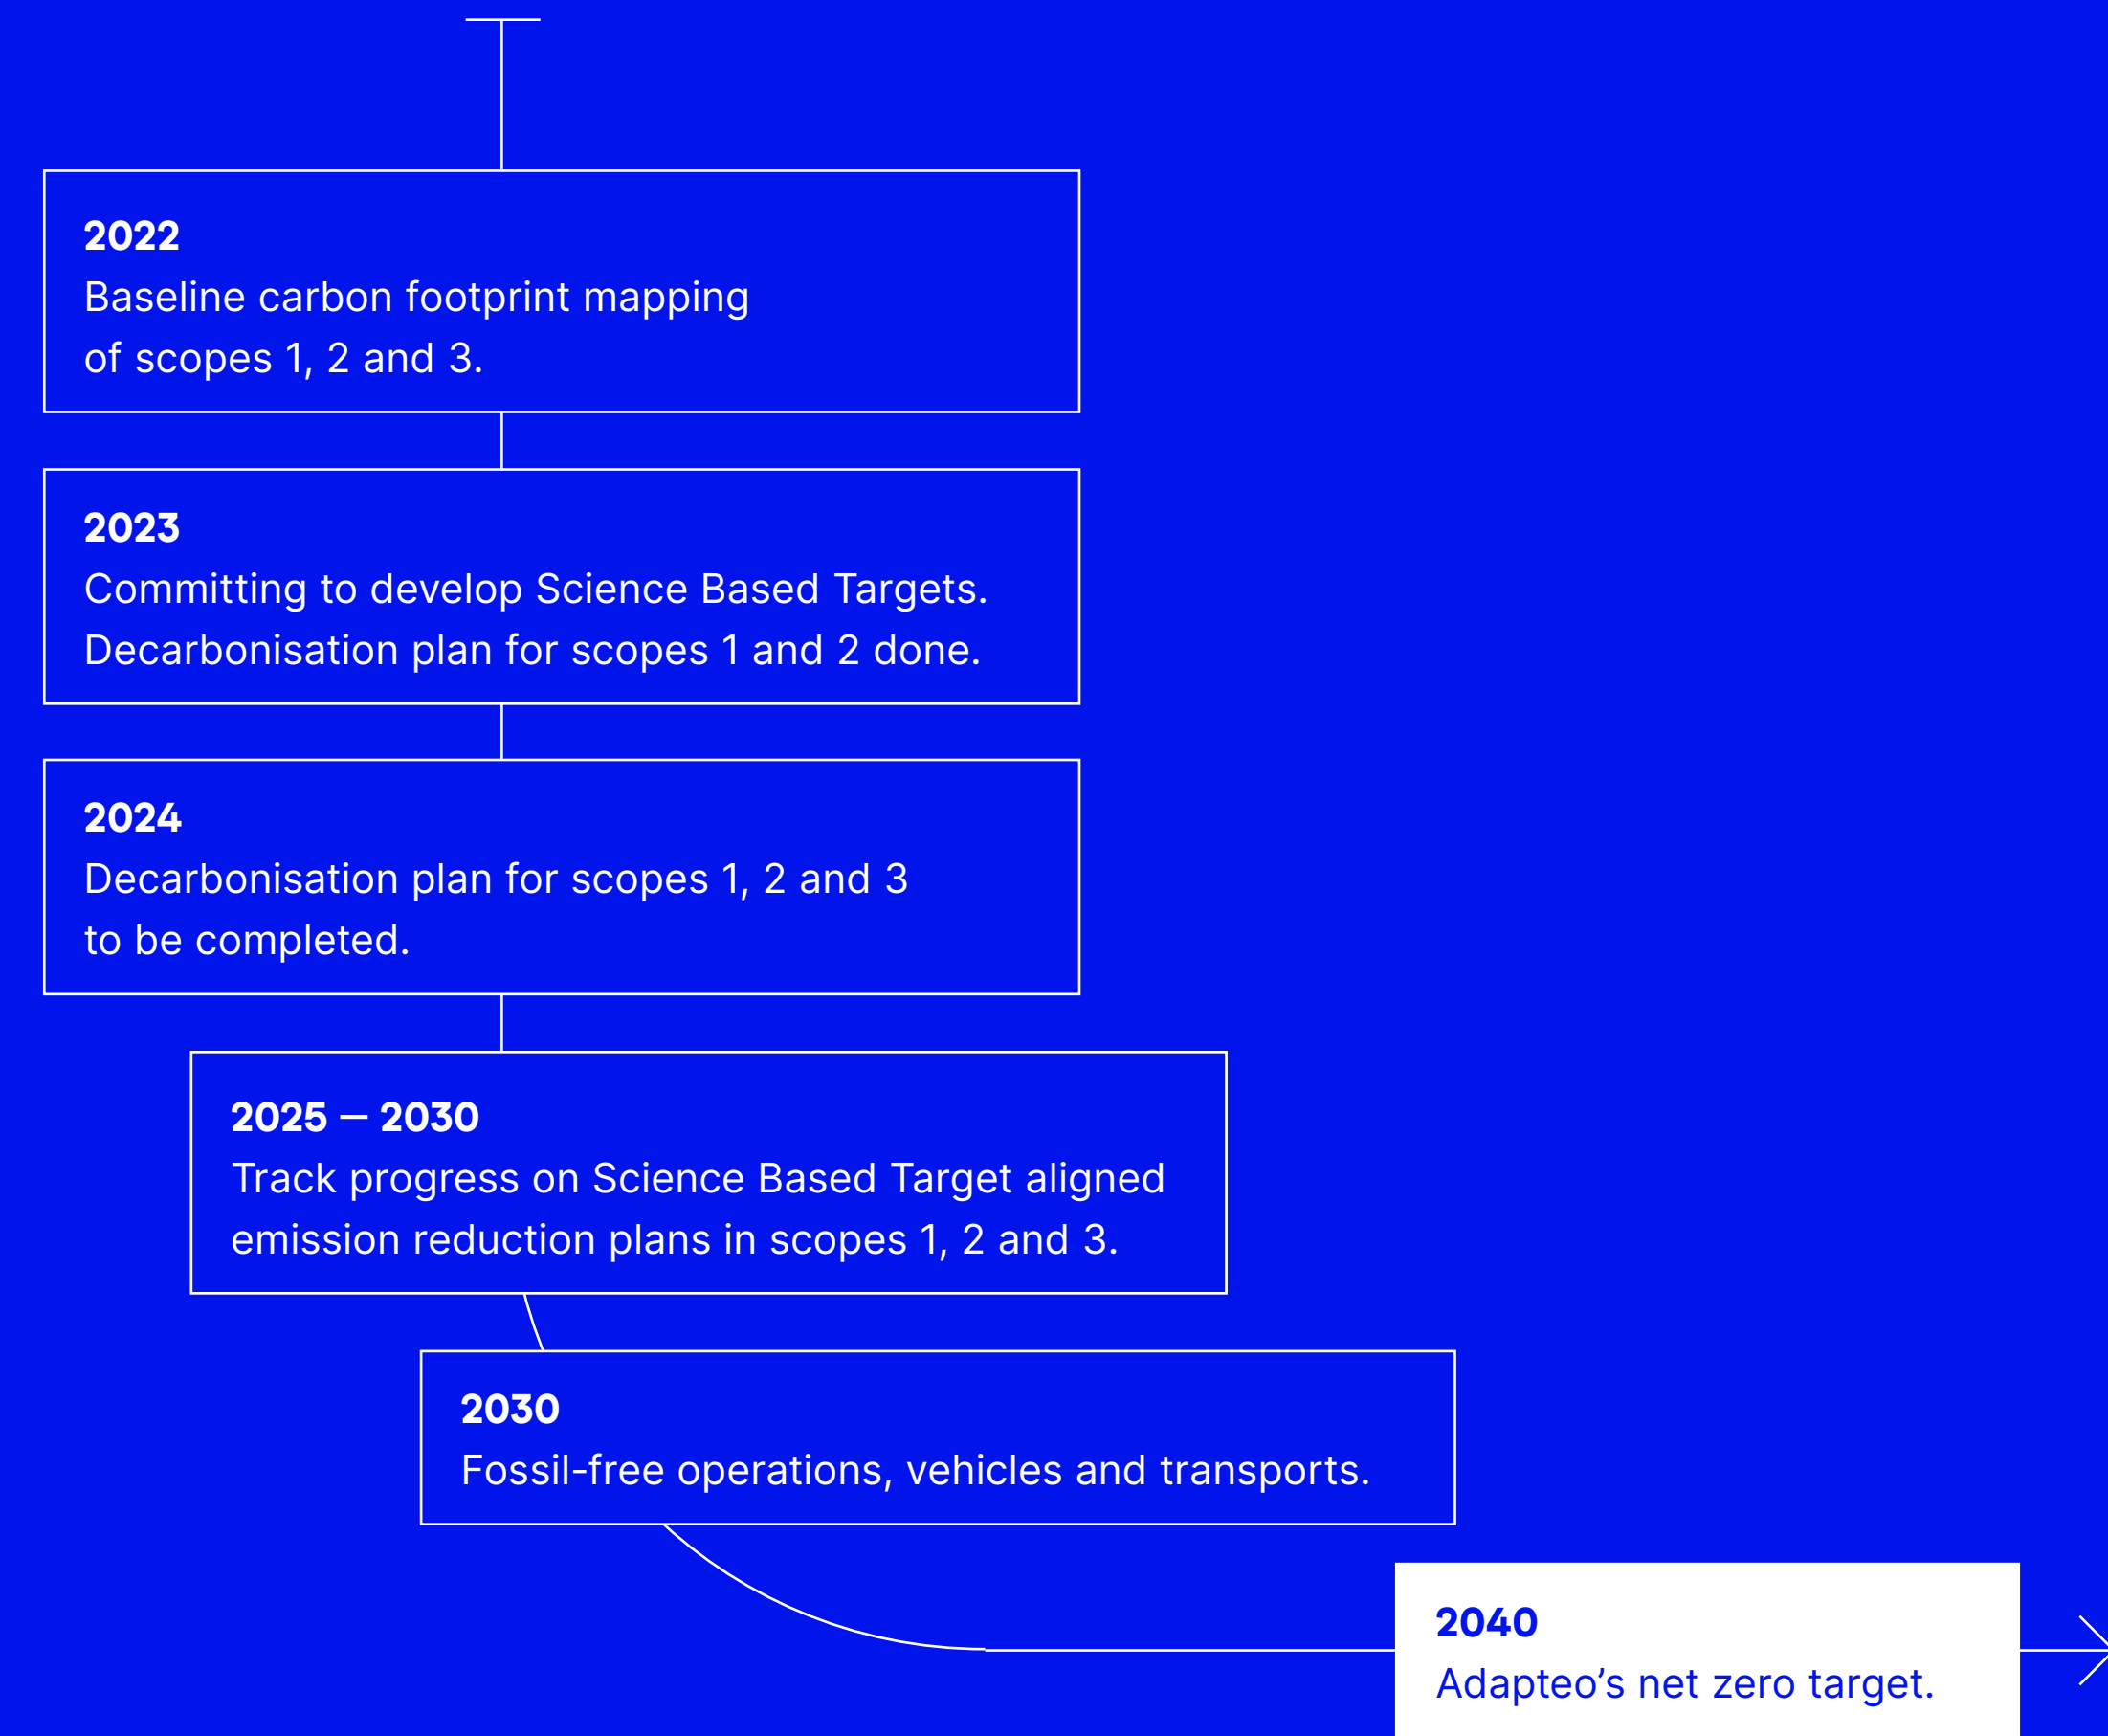 2022
Baseline carbon footprint mapping
of scopes 1, 2 and 3.
2023
Committing to develop Science Based Targets.
Decarbonisation plan for scopes 1 and 2 done.
2024
Decarbonisation plan for scopes 1, 2 and 3
to be completed.
2025 — 2030
Track progress on Science Based Target aligned
emission reduction plans in scopes 1, 2 and 3.
2030
Fossil-free operations, vehicles and transports.
2040
Adapteo’s net zero target.